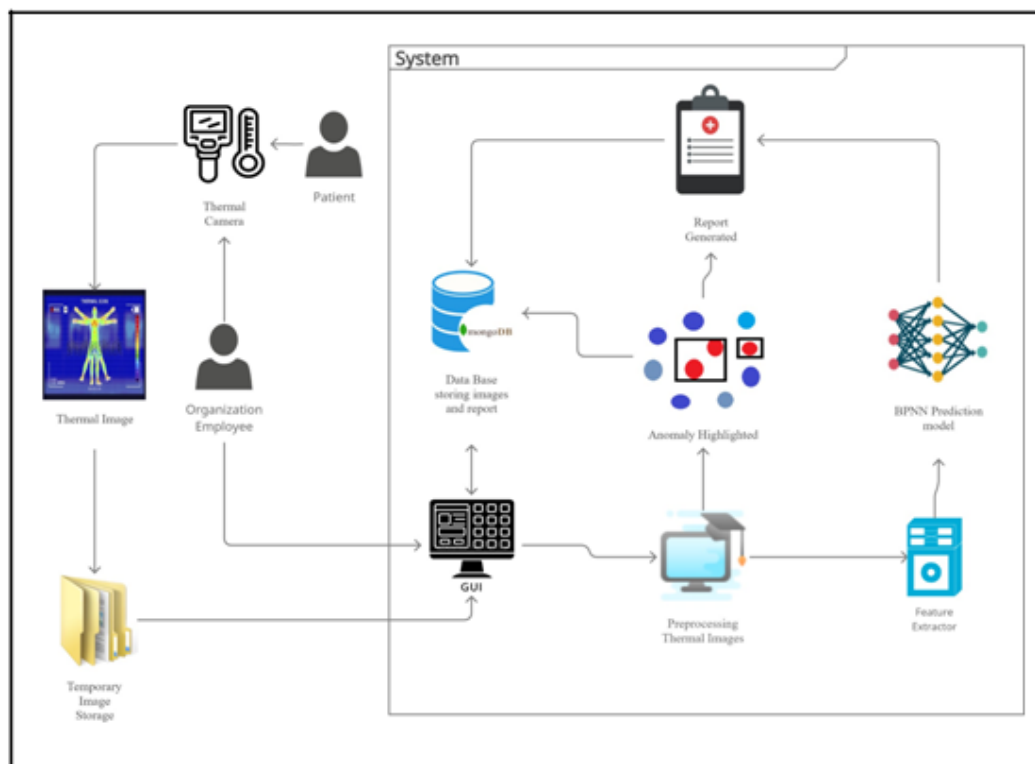 System
Patient
Thermal
Camera
Report
Generated
mongoDB
Thermal Image
Organization
Employee
Data Base
storing images
and report
Anomaly Highlighted
BPNN Prediction
model
GUI
Preprocessing
Thermal Images
Feature
Extractor
Temporary
Image
Storage